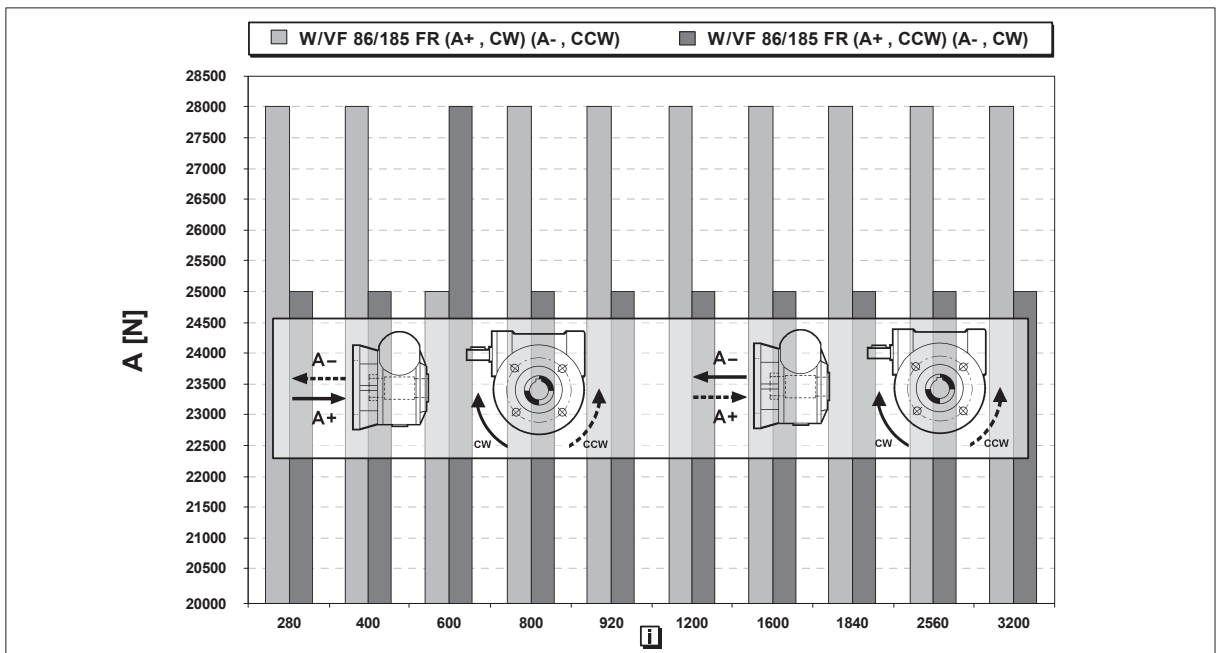 W/VF 86/185 FR (A+ , CW) (A- , CCW)
W/VF 86/185 FR (A+ , CCW) (A- , CW)
A [N]
28500
28000
27500
27000
26500
26000
25500
25000
24500
24000
23500
23000
22500
22000
21500
21000
20500
20000
A–
A+
CW
CCW
A–
A+
CW
CCW
280 400 600 800 920 1200 1600 1840 2560 3200
i